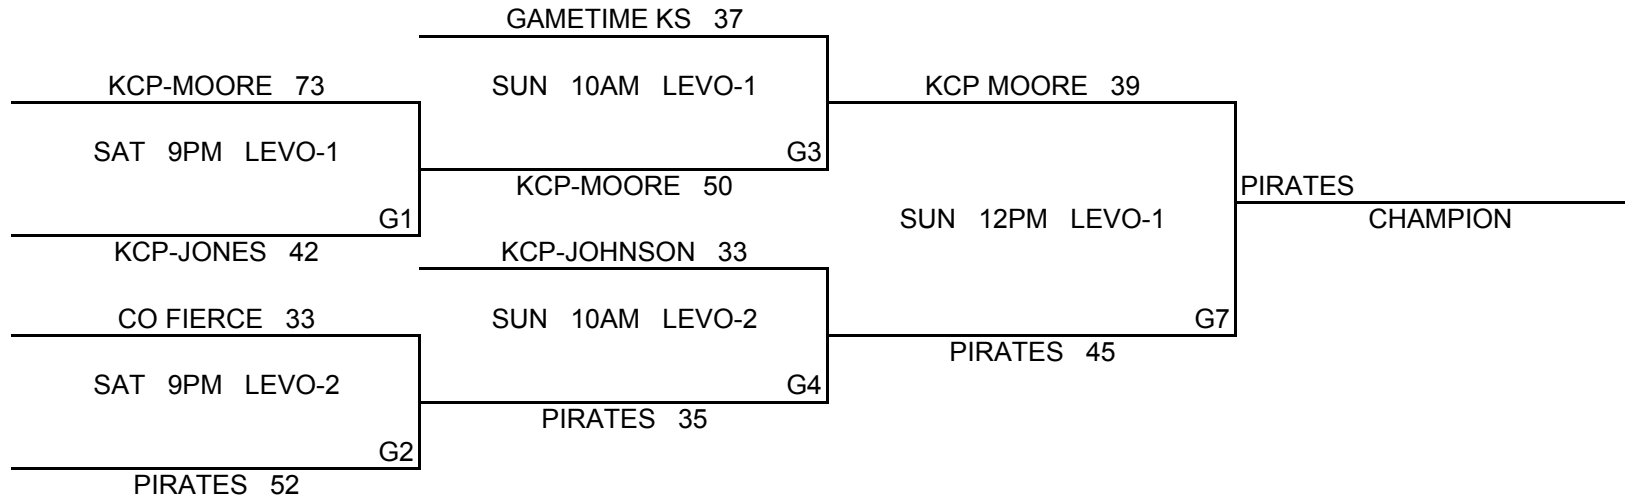 GAMETIME KS 37
KCP-MOORE 73
SUN 10AM LEVO-1
KCP MOORE 39
SAT 9PM LEVO-1
G3
KCP-MOORE 50
PIRATES
G1
SUN 12PM LEVO-1
CHAMPION
KCP-JONES 42
KCP-JOHNSON 33
CO FIERCE 33
SUN 10AM LEVO-2
G7
PIRATES 45
SAT 9PM LEVO-2
G4
PIRATES 35
G2
PIRATES 52